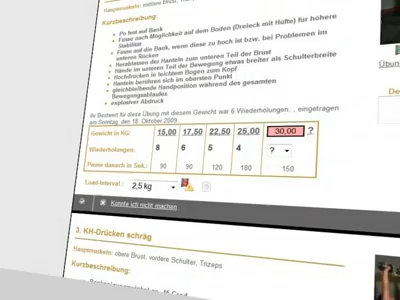 Hauptmuskeln: mittlere Brust,
Kurzbeschreibung:
Po fest auf Bank
Füsse nach Möglichkeit auf dem Boden (Dreieck mit Hüfte) für höhere
Stabilität
Füsse auf die Bank, wenn diese zu hoch ist bzw. bei Problemen im
unteren Rücken
Herablassen der Hanteln zum unteren Teil der Brust
Hände im unteren Teil der Bewegung etwas breiter als Schulterbreite
Hochdrücken in leichtem Bogen zum Kopf
Hanteln berühren sich im obersten Punkt
gleichbleibende Handposition während des gesamten
Bewegungsablaufes
explosiver Abdruck
Ihr Bestwert für diese Übung mit diesem Gewicht war 6 Wiederholungen. . eingetragen
am Sonntag, den 18. Oktober 2009.
Gewicht in KG: 15,00 17,50 22,50 25,00 30,00 ?
Wiederholungen: 8 6 5 4 ?
Pause danach in Sek.: 90 90 120 180 150
Load-Interval : 2,5 kg
Konnte ich nicht machen
3. KH-Drücken schräg
Hauptmuskeln: obere Brust, vordere Schulter, Trizeps
Kurzbeschreibung: